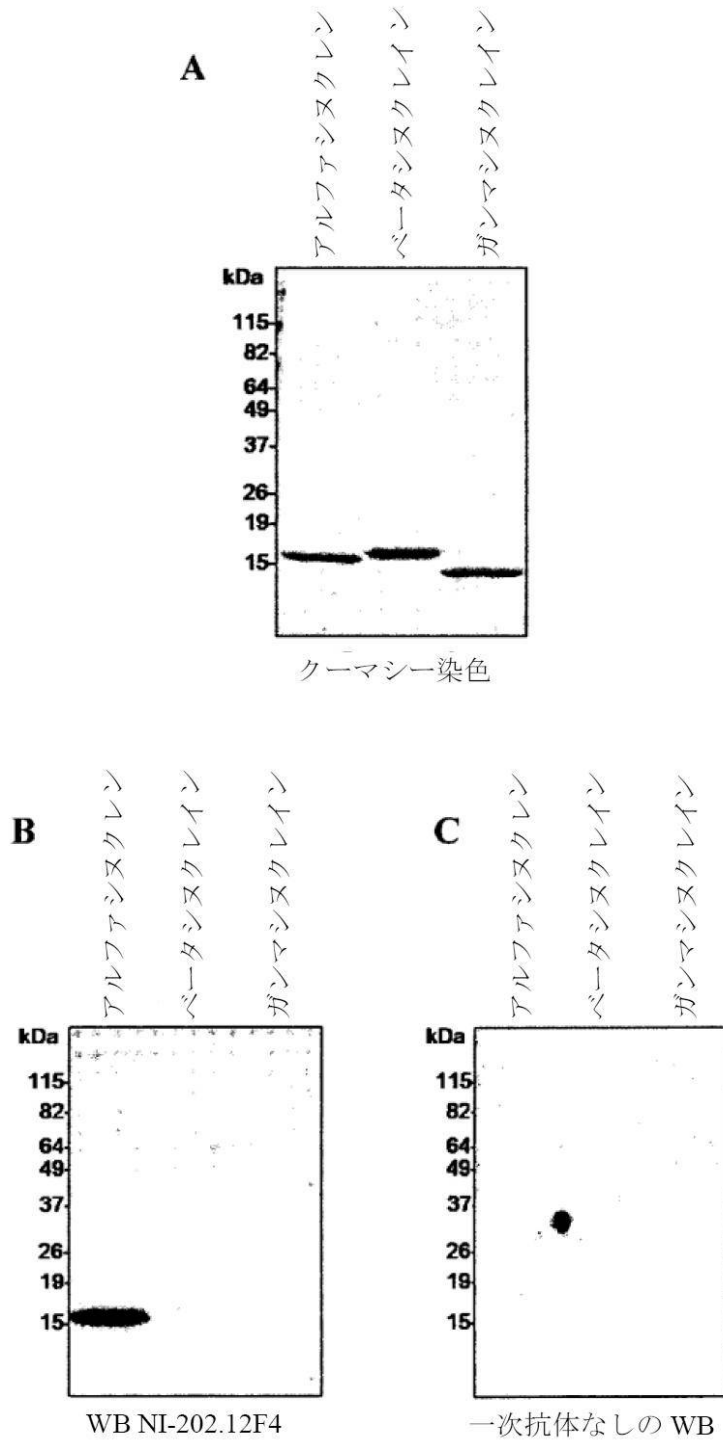 A
アルファシヌクレン
ベータシヌクレイン
ガンマシヌクレイン
kDa
115
82
64
49
37
26
19
15
クーマシー染色
B
アルファシヌクレン
ベータシヌクレイン
ガンマシヌクレイン
kDa
115
82
64
49
37
26
19
15
WB NI-202.12F4
C
アルファシヌクレイン
ベータシヌクレイン
ガンマシヌクレイン
kDa
115
82
64
49
37
26
19
15
一次抗体なしの WB